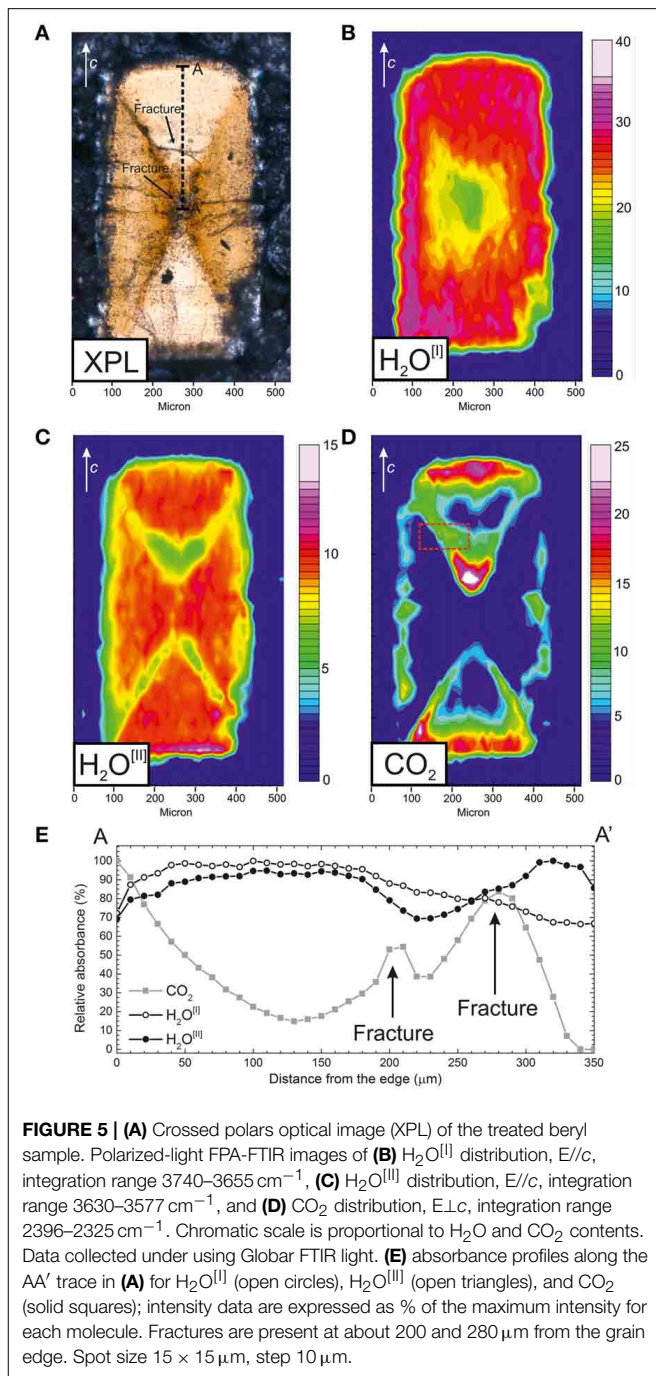 A
B
c
A
Fracture
Fracture
A'
XPL
0 100 200 300 400 500
Micron
c
H₂O[I]
0 100 200 300 400 500
Micron
40
30
20
10
0
C
D
c
H₂O[II]
0 100 200 300 400 500
Micron
15
10
5
0
c
CO₂
0 100 200 300 400 500
Micron
25
20
15
10
5
0
E
A
A'
Relative absorbance (%)
100
90
80
70
60
50
40
30
20
10
0
CO₂
H₂O[I]
H₂O[II]
Fracture
Fracture
0 50 100 150 200 250 300 350
Distance from the edge (μm)
FIGURE 5 | (A) Crossed polars optical image (XPL) of the treated beryl
sample. Polarized-light FPA-FTIR images of (B) H₂O[I] distribution, E//c,
integration range 3740–3655 cm⁻¹, (C) H₂O[II] distribution, E//c, integration
range 3630–3577 cm⁻¹, and (D) CO₂ distribution, E⊥c, integration range
2396–2325 cm⁻¹. Chromatic scale is proportional to H₂O and CO₂ contents.
Data collected under using Globar FTIR light. (E) absorbance profiles along the
AA′ trace in (A) for H₂O[I] (open circles), H₂O[II] (open triangles), and CO₂
(solid squares); intensity data are expressed as % of the maximum intensity for
each molecule. Fractures are present at about 200 and 280 μm from the grain
edge. Spot size 15 × 15 μm, step 10 μm.